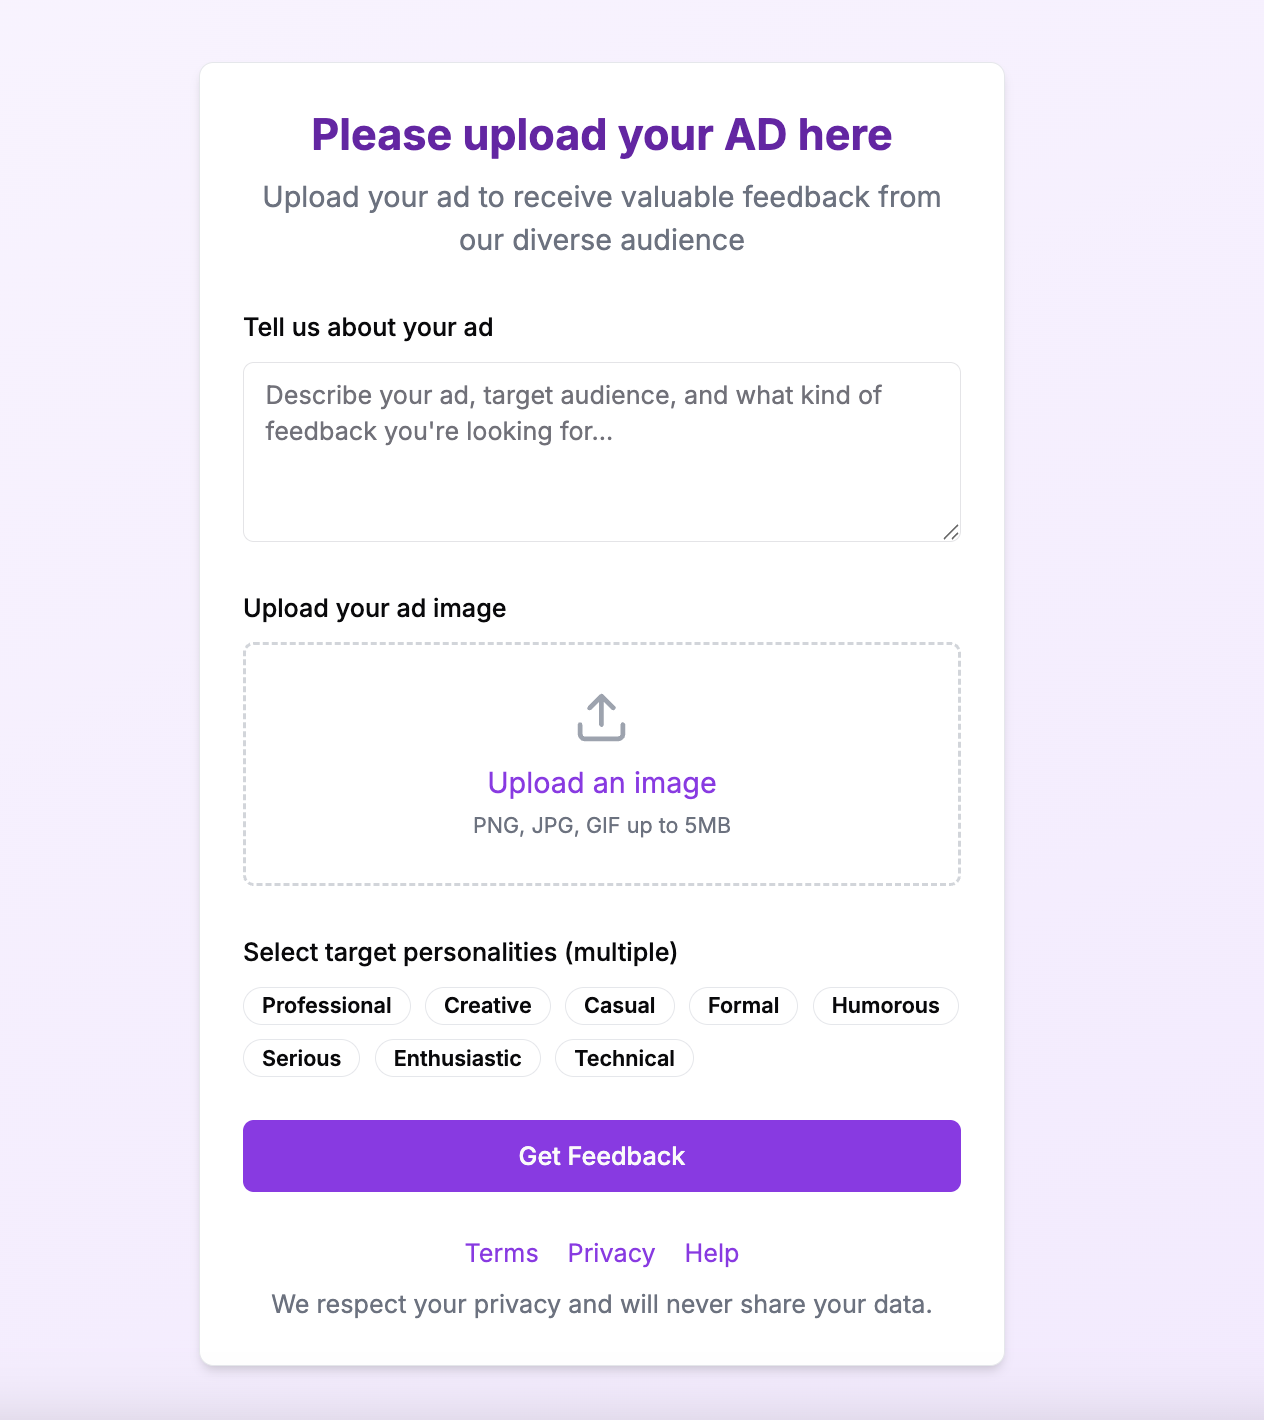 Please upload your AD here
Upload your ad to receive valuable feedback from
our diverse audience
Tell us about your ad
Describe your ad, target audience, and what kind of
feedback you're looking for...
Upload your ad image
Upload an image
PNG, JPG, GIF up to 5MB
Select target personalities (multiple)
Professional Creative Casual Formal Humorous
Serious Enthusiastic Technical
Get Feedback
Terms Privacy Help
We respect your privacy and will never share your data.